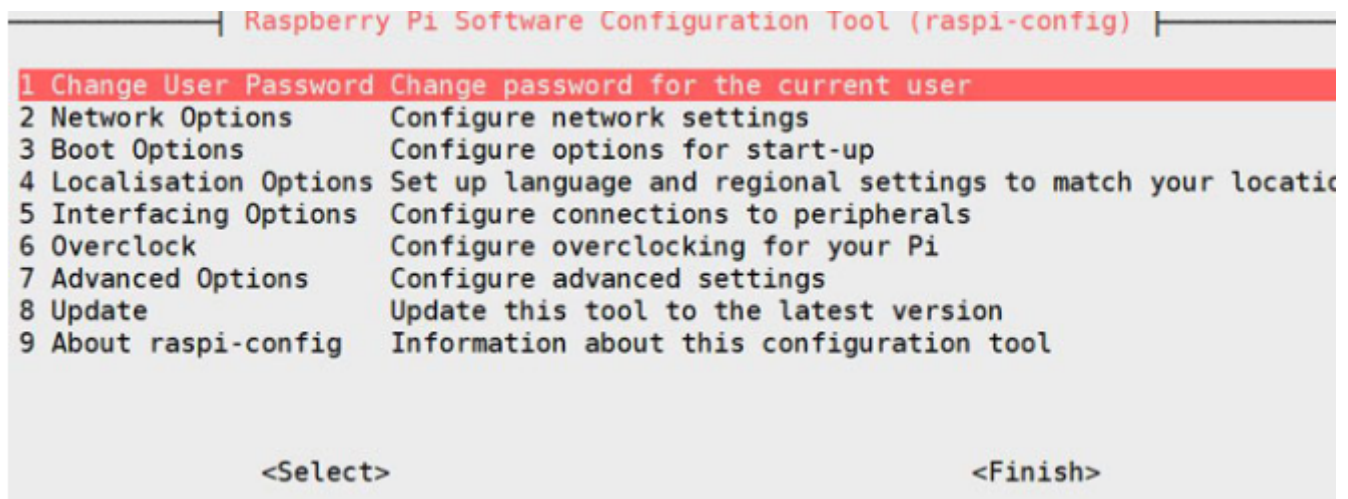 Raspberry Pi Software Configuration Tool (raspi-config)
1 Change User Password Change password for the current user
2 Network Options Configure network settings
3 Boot Options Configure options for start-up
4 Localisation Options Set up language and regional settings to match your locatio
5 Interfacing Options Configure connections to peripherals
6 Overclock Configure overclocking for your Pi
7 Advanced Options Configure advanced settings
8 Update Update this tool to the latest version
9 About raspi-config Information about this configuration tool
<Select> <Finish>